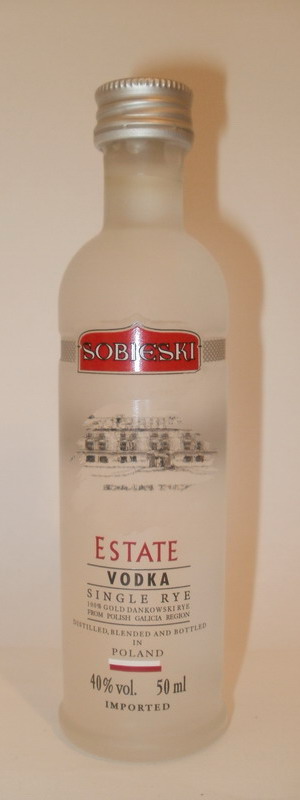 SOBIESKI
ESTATE
VODKA
SINGLE RYE
100% GOLD DANKOWSKI RYE
FROM POLISH GALICIA REGION
DISTILLED, BLENDED AND BOTTLED
IN
POLAND
40% vol. 50 ml
IMPORTED